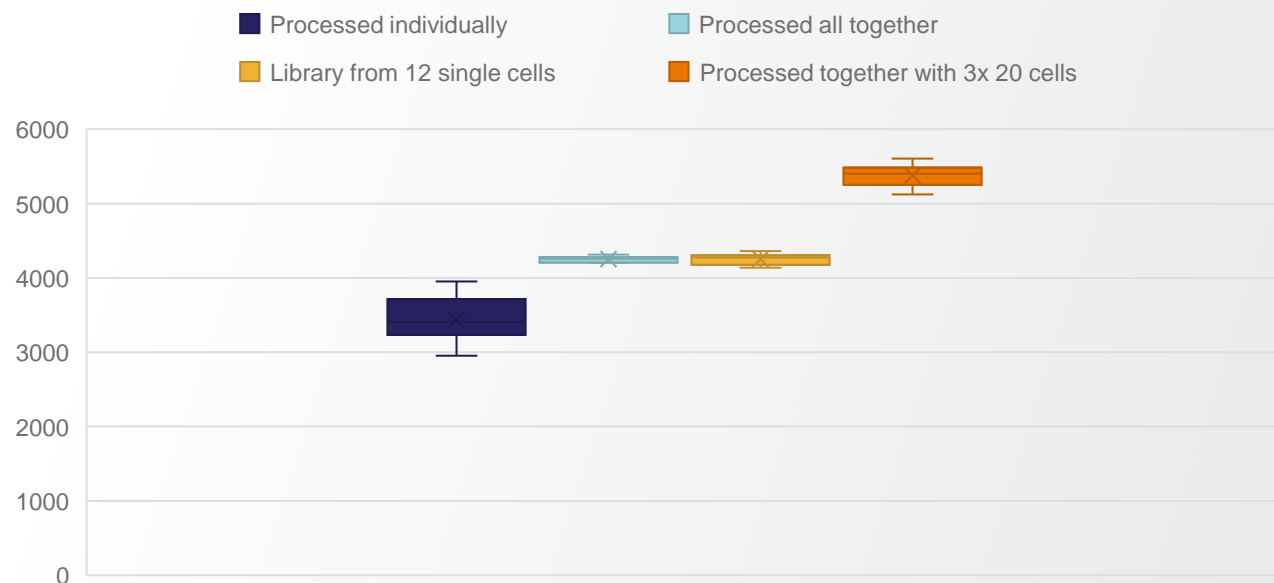 Processed individually
Processed all together
Library from 12 single cells
Processed together with 3x 20 cells
6000
5000
4000
3000
2000
1000
0